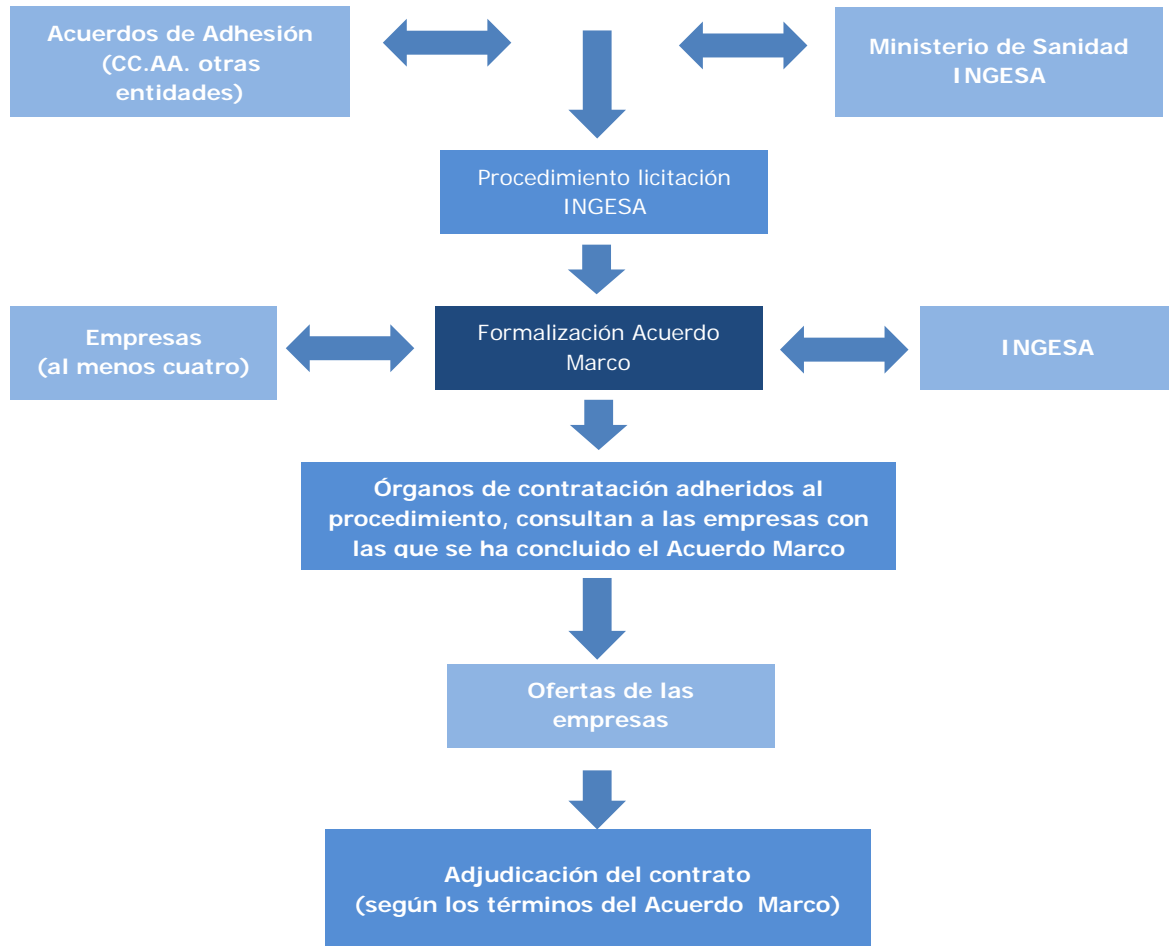 Acuerdos de Adhesión
(CC.AA. otras
entidades)
Ministerio de Sanidad
INGESA
Procedimiento licitación
INGESA
Empresas
(al menos cuatro)
Formalización Acuerdo
Marco
INGESA
Órganos de contratación adheridos al
procedimiento, consultan a las empresas con
las que se ha concluido el Acuerdo Marco
Ofertas de las
empresas
Adjudicación del contrato
(según los términos del Acuerdo Marco)